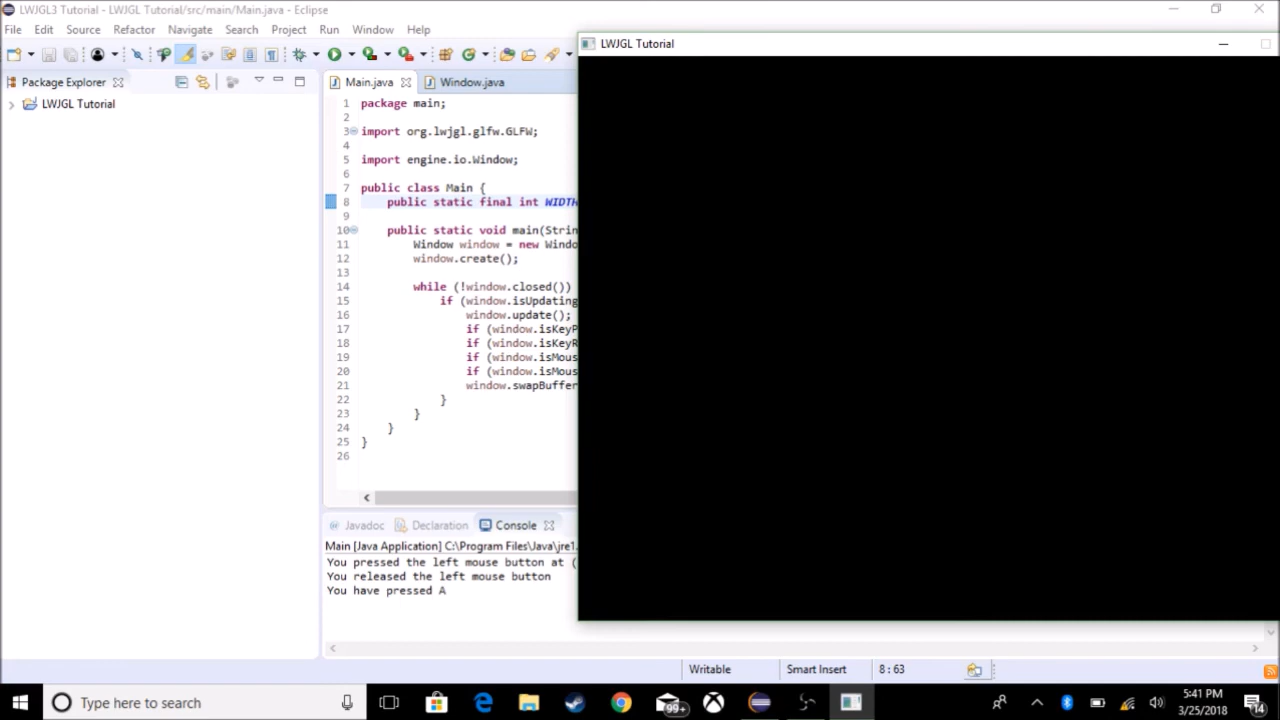 LWJGL3 Tutorial - LWJGL Tutorial/src/main/Main.java - Eclipse
File Edit Source Refactor Navigate Search Project Run Window Help
LWJGL Tutorial
Package Explorer
LWJGL Tutorial
Main.java Window.java
1 package main;
2
3 import org.lwjgl.glfw.GLFW;
4
5 import engine.io.Window;
6
7 public class Main {
8 public static final int WIDTH
9
10 public static void main(Strin
11 Window window = new Windo
12 window.create();
13
14 while (!window.closed())
15 if (window.isUpdating
16 window.update();
17 if (window.isKeyP
18 if (window.isKeyR
19 if (window.isMous
20 if (window.isMous
21 window.swapBuffer
22 }
23 }
24 }
25 }
26
Javadoc Declaration Console
Main [Java Application] C:\Program Files\Java\jre1.
You pressed the left mouse button at (
You released the left mouse button
You have pressed A
Writable Smart Insert 8 : 63
Type here to search
99+
5:41 PM
3/25/2018
14